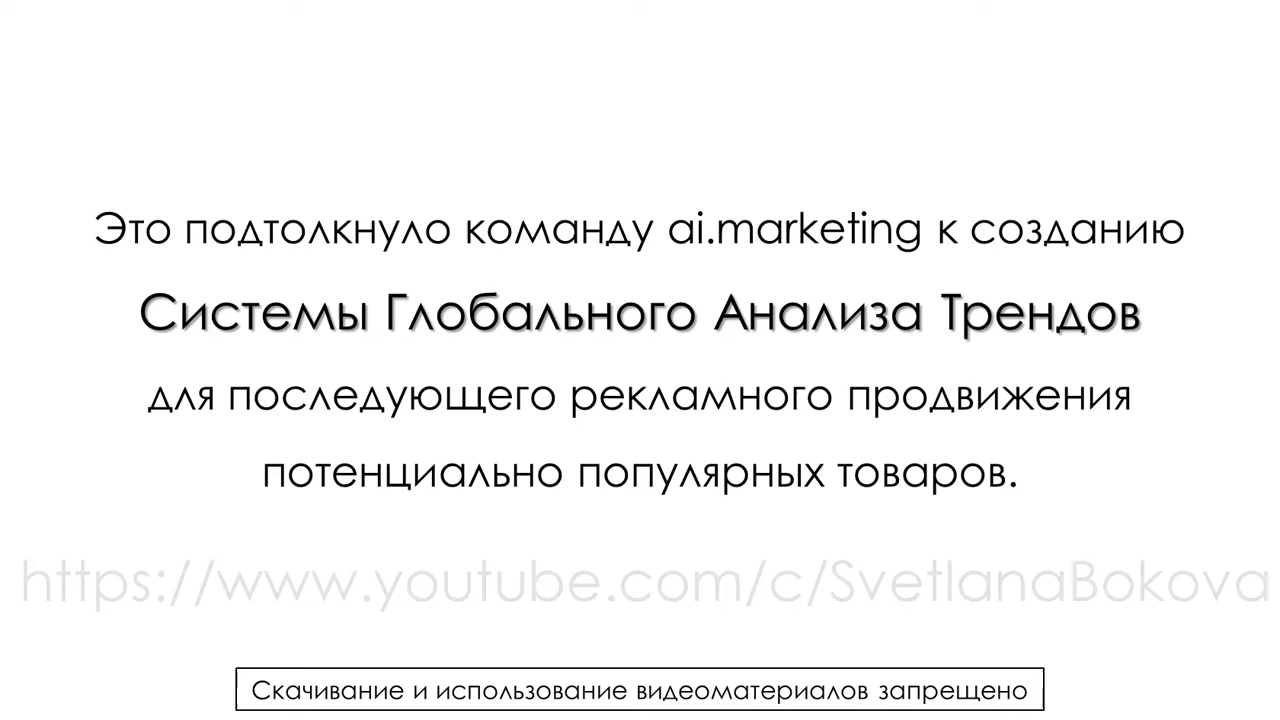 Это подтолкнуло команду ai.marketing к созданию
Системы Глобального Анализа Трендов
для последующего рекламного продвижения
потенциально популярных товаров.
https://www.youtube.com/c/SvetlanaBokova
Скачивание и использование видеоматериалов запрещено